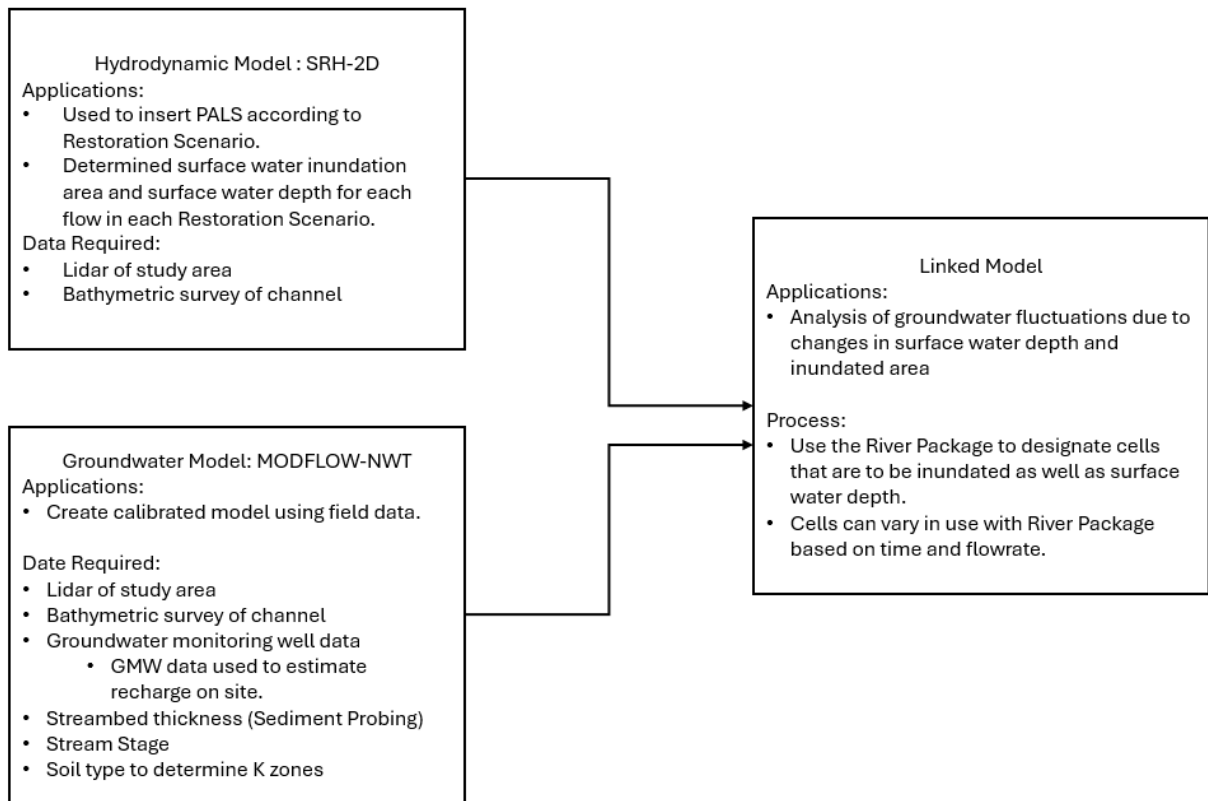 Hydrodynamic Model : SRH-2D
Applications:
• Used to insert PALS according to
Restoration Scenario.
• Determined surface water inundation
area and surface water depth for each
flow in each Restoration Scenario.
Data Required:
• Lidar of study area
• Bathymetric survey of channel
Groundwater Model: MODFLOW-NWT
Applications:
• Create calibrated model using field data.
Date Required:
• Lidar of study area
• Bathymetric survey of channel
• Groundwater monitoring well data
• GMW data used to estimate
recharge on site.
• Streambed thickness (Sediment Probing)
• Stream Stage
• Soil type to determine K zones
Linked Model
Applications:
• Analysis of groundwater fluctuations due to
changes in surface water depth and
inundated area
Process:
• Use the River Package to designate cells
that are to be inundated as well as surface
water depth.
• Cells can vary in use with River Package
based on time and flowrate.